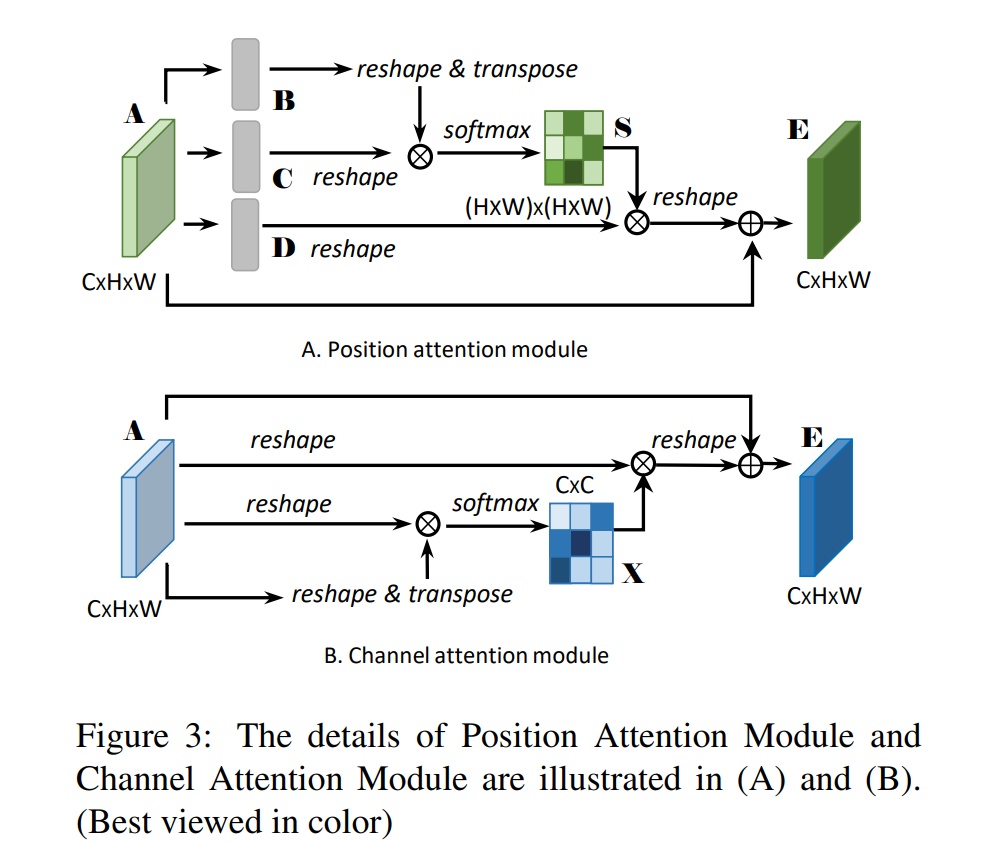 reshape & transpose
B
A
softmax
S
E
C
reshape
(HxW)x(HxW)
reshape
D
reshape
CxHxW
CxHxW
A. Position attention module
A
reshape
reshape
E
CxC
reshape
softmax
X
reshape & transpose
CxHxW
CxHxW
B. Channel attention module
Figure 3: The details of Position Attention Module and
Channel Attention Module are illustrated in (A) and (B).
(Best viewed in color)